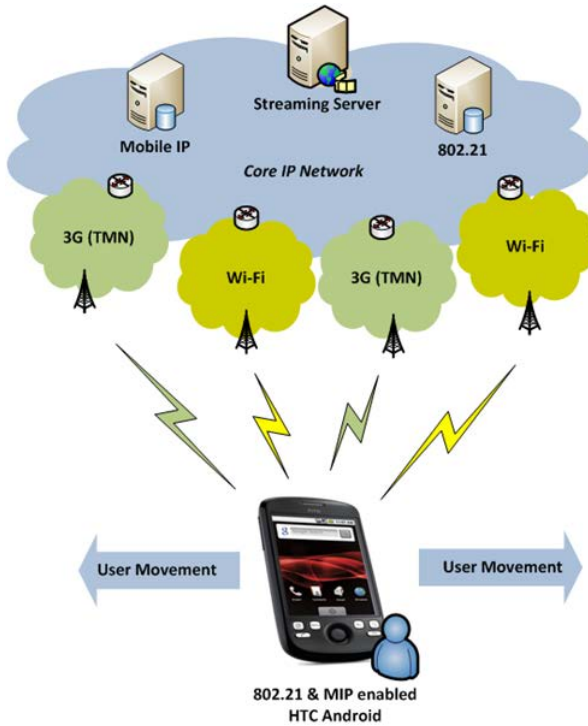 Streaming Server
Mobile IP
802.21
Core IP Network
3G (TMN)
Wi-Fi
3G (TMN)
Wi-Fi
User Movement
User Movement
802.21 & MIP enabled
HTC Android